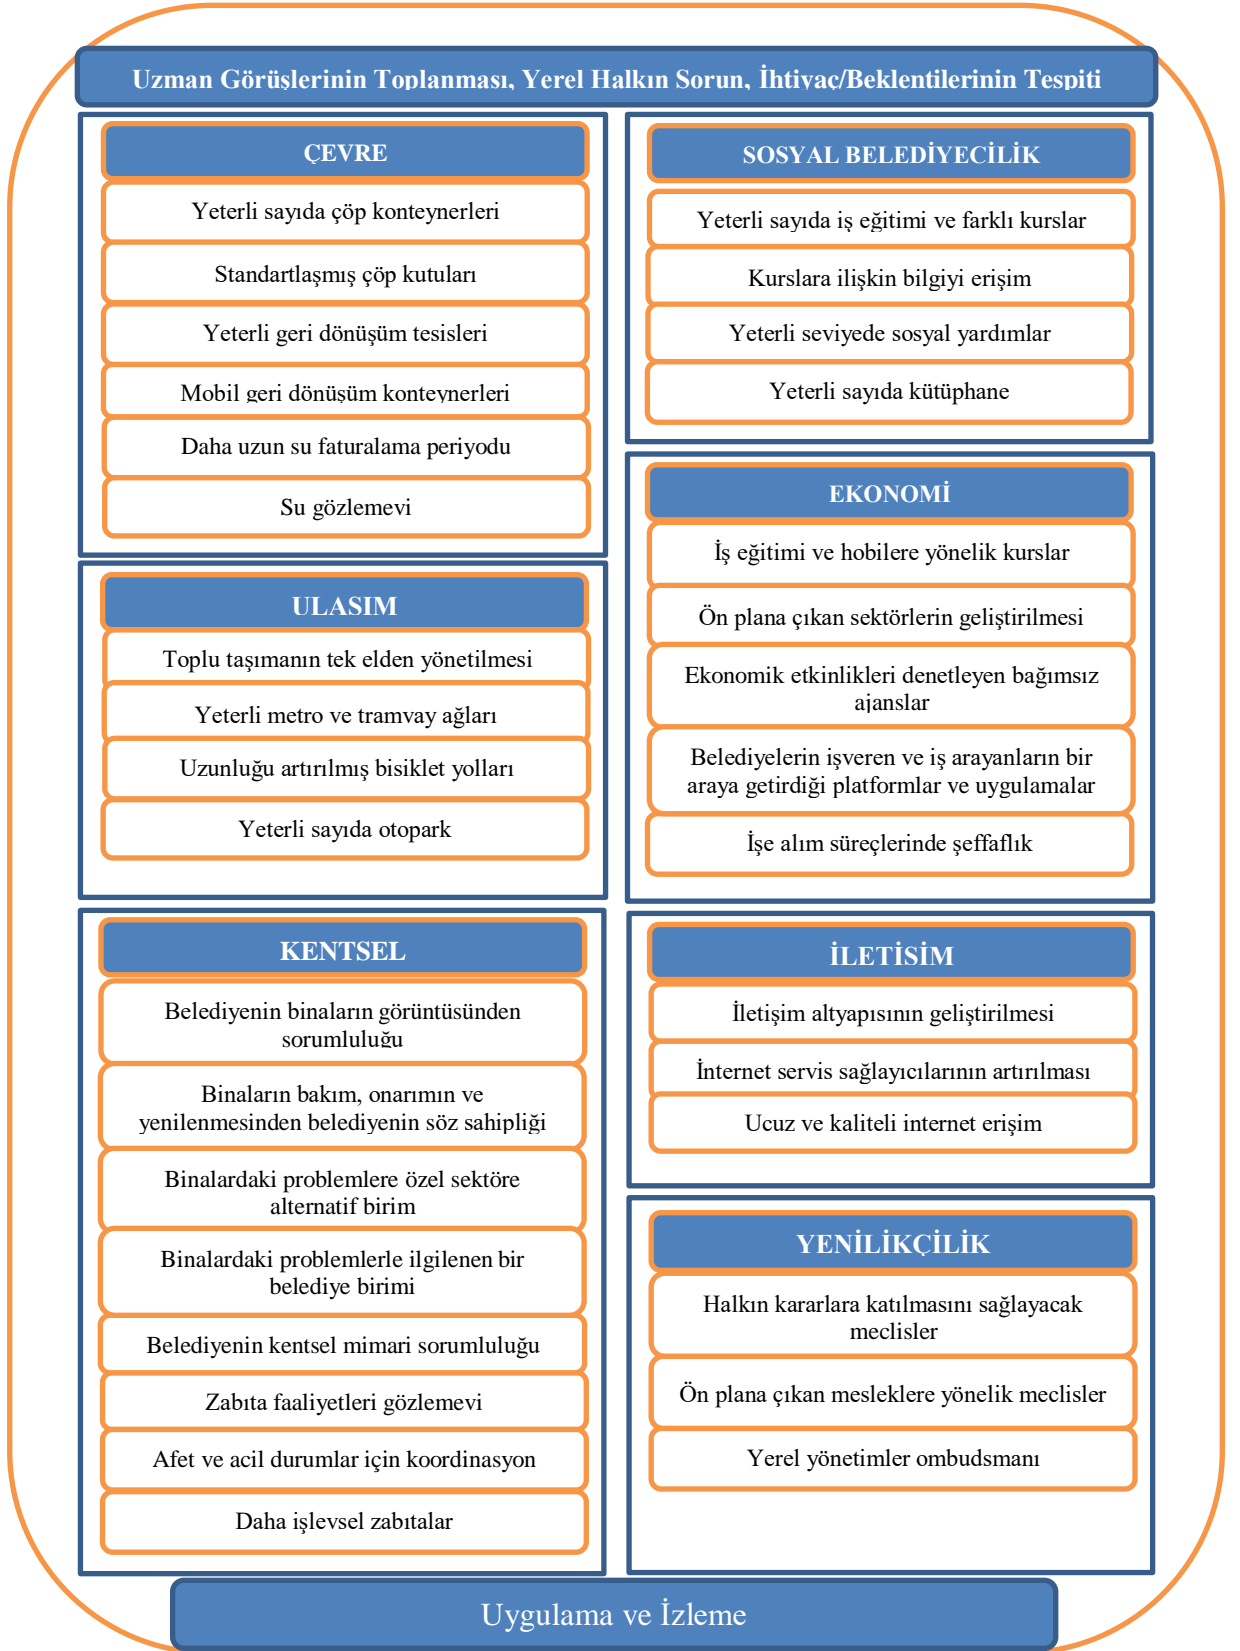 Uzman Görüşlerinin Toplanması, Yerel Halkın Sorun, İhtiyaç/Beklentilerinin Tespiti
ÇEVRE
Yeterli sayıda çöp konteynerleri
Standartlaşmış çöp kutuları
Yeterli geri dönüşüm tesisleri
Mobil geri dönüşüm konteynerleri
Daha uzun su faturalama periyodu
Su gözlemevi
ULASIM
Toplu taşımanın tek elden yönetilmesi
Yeterli metro ve tramvay ağları
Uzunluğu artırılmış bisiklet yolları
Yeterli sayıda otopark
KENTSEL
Belediyenin binaların görüntüsünden
sorumluluğu
Binaların bakım, onarımın ve
yenilenmesinden belediyenin söz sahipliği
Binalardaki problemlere özel sektöre
alternatif birim
Binalardaki problemlerle ilgilenen bir
belediye birimi
Belediyenin kentsel mimari sorumluluğu
Zabıta faaliyetleri gözlemevi
Afet ve acil durumlar için koordinasyon
Daha işlevsel zabıtalar
SOSYAL BELEDİYECİLİK
Yeterli sayıda iş eğitimi ve farklı kurslar
Kurslara ilişkin bilgiyi erişim
Yeterli seviyede sosyal yardımlar
Yeterli sayıda kütüphane
EKONOMİ
İş eğitimi ve hobilere yönelik kurslar
Ön plana çıkan sektörlerin geliştirilmesi
Ekonomik etkinlikleri denetleyen bağımsız
ajanslar
Belediyelerin işveren ve iş arayanların bir
araya getirdiği platformlar ve uygulamalar
İşe alım süreçlerinde şeffaflık
İLETİSİM
İletişim altyapısının geliştirilmesi
İnternet servis sağlayıcılarının artırılması
Ucuz ve kaliteli internet erişim
YENİLİKÇİLİK
Halkın kararlara katılmasını sağlayacak
meclisler
Ön plana çıkan mesleklere yönelik meclisler
Yerel yönetimler ombudsmanı
Uygulama ve İzleme